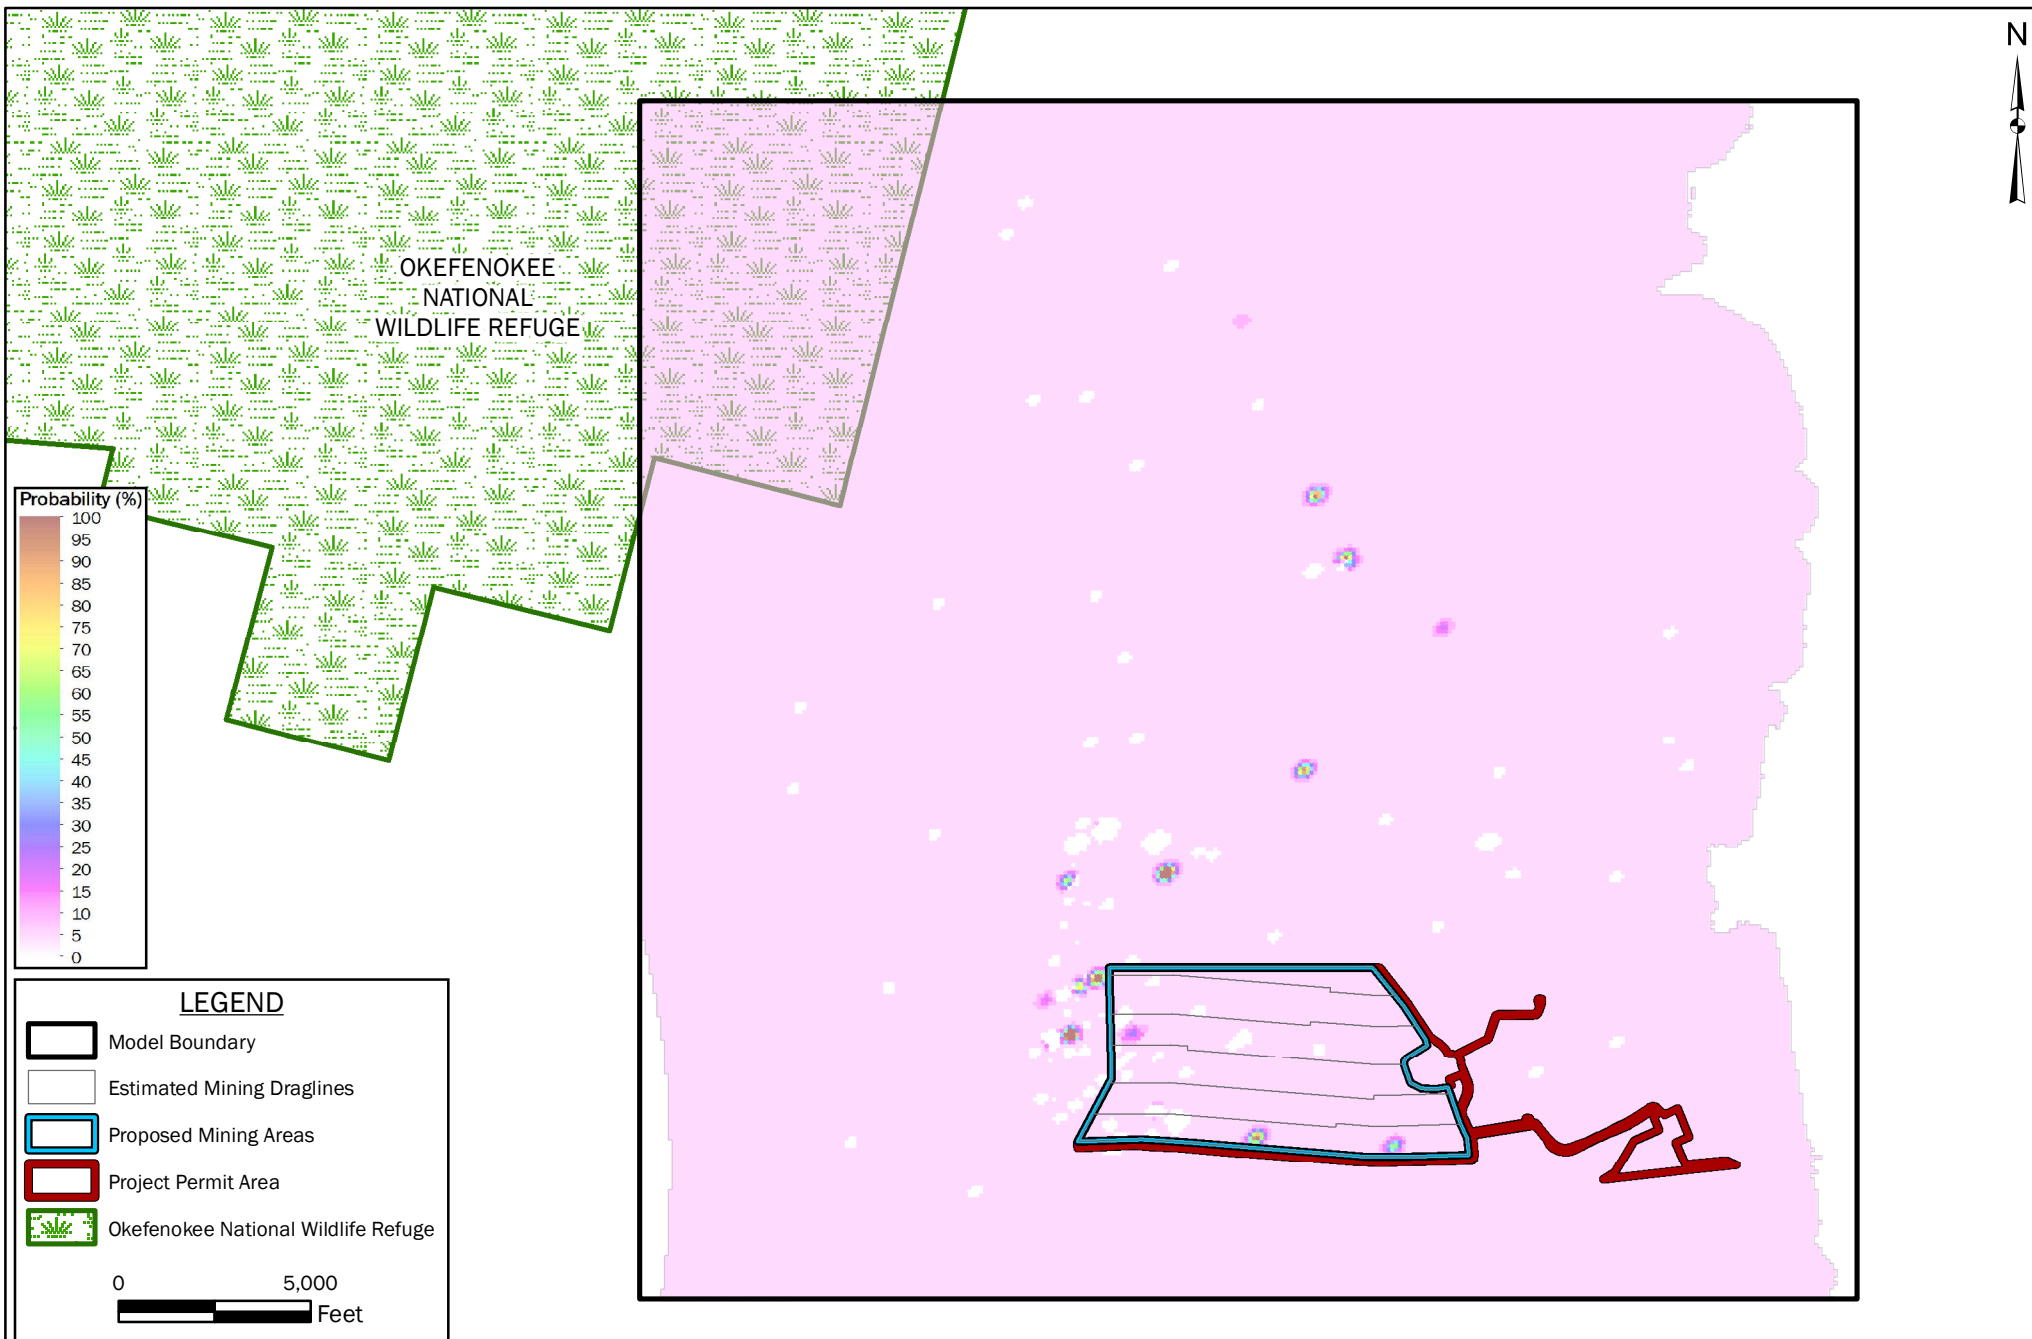 N
OKEFENOKEE
NATIONAL
WILDLIFE REFUGE
Probability (%)
100
95
90
85
80
75
70
65
60
55
50
45
40
35
30
25
20
15
10
5
0
LEGEND
Model Boundary
Estimated Mining Draglines
Proposed Mining Areas
Project Permit Area
Okefenokee National Wildlife Refuge
0 5,000
Feet